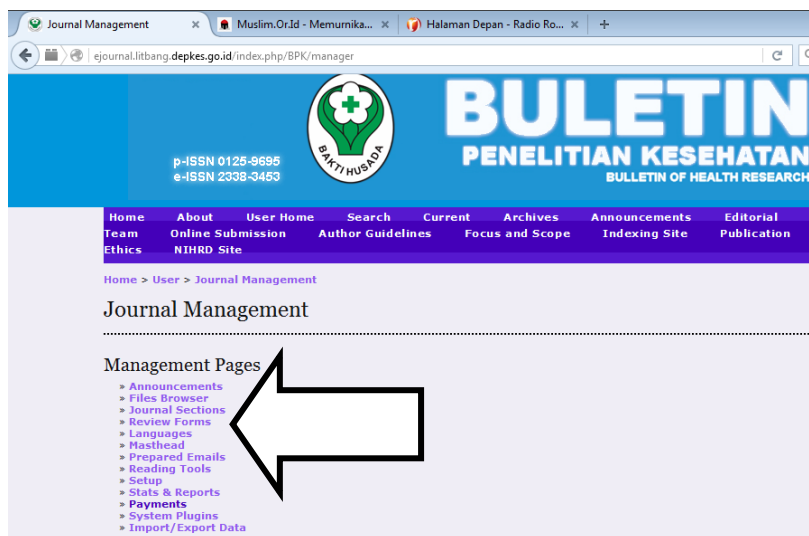 Journal Management
Muslim.Or.Id - Memurnika...
Halaman Depan - Radio Ro...
ejournal.litbang.depkes.go.id/index.php/BPK/manager
BULETIN
PENELITIAN KESEHATAN
BULLETIN OF HEALTH RESEARCH
BAKTI HUSADA
p-ISSN 0125-9695
e-ISSN 2338-3453
Home About User Home Search Current Archives Announcements Editorial
Team Online Submission Author Guidelines Focus and Scope Indexing Site Publication
Ethics NIHRD Site
Home > User > Journal Management
Journal Management
Management Pages
» Announcements
» Files Browser
» Journal Sections
» Review Forms
» Languages
» Masthead
» Prepared Emails
» Reading Tools
» Setup
» Stats & Reports
» Payments
» System Plugins
» Import/Export Data